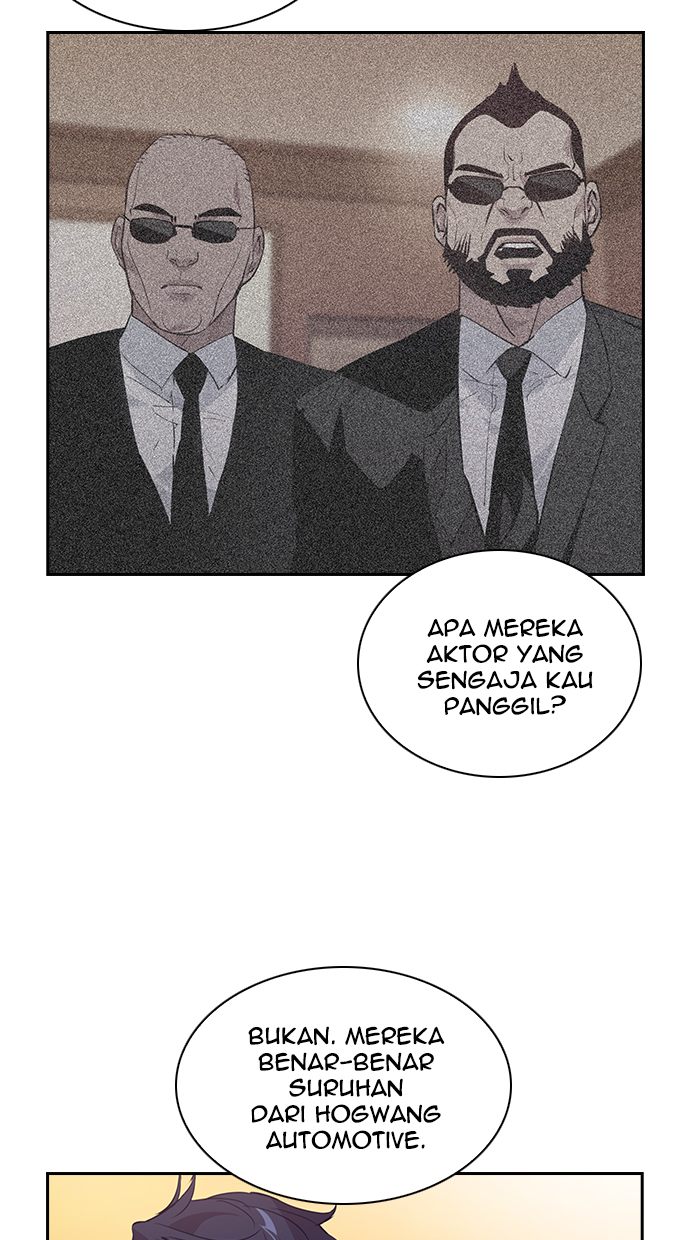 APA MEREKA
AKTOR YANG
SENGAJA KAU
PANGGIL?
BUKAN. MEREKA
BENAR-BENAR
SURUHAN
DARI HOGWANG
AUTOMOTIVE.